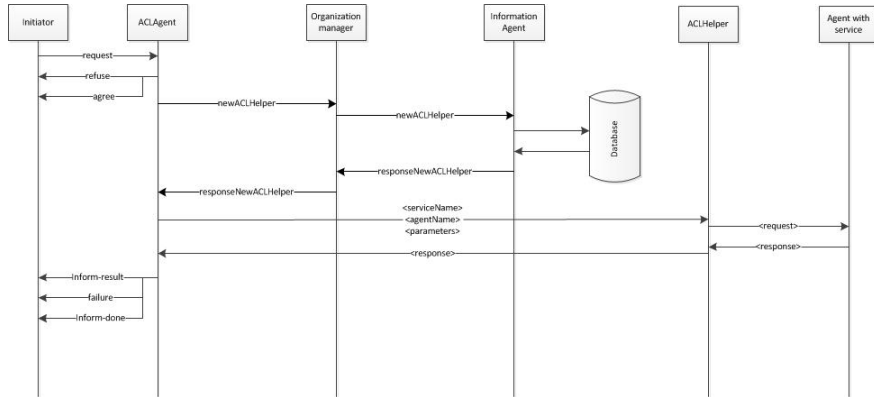 Initiator
ACLAgent
Organization
manager
Information
Agent
ACLHelper
Agent with
service
request
refuse
agree
newACLHelper
newACLHelper
Database
responseNewACLHelper
responseNewACLHelper
<serviceName>
<agentName>
<parameters>
<request>
<response>
<response>
Inform-result
failure
Inform-done